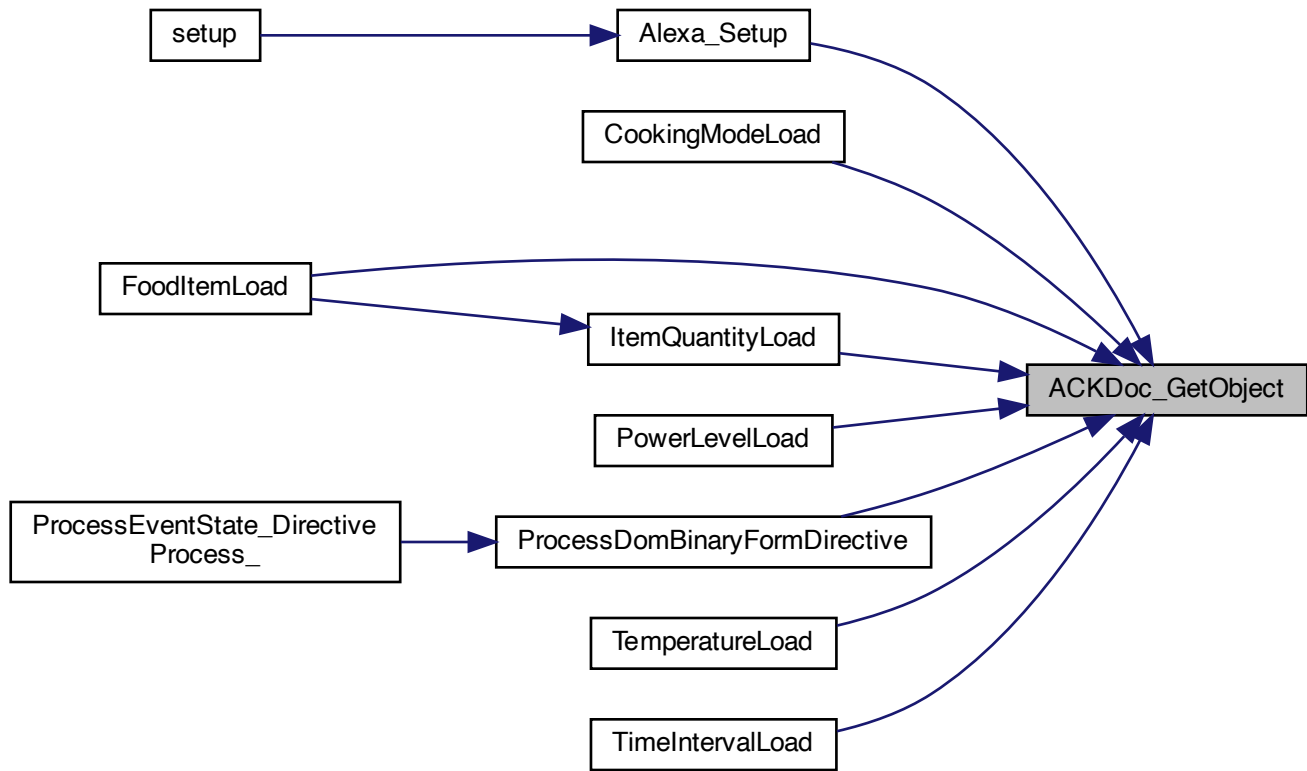 setup
Alexa_Setup
CookingModeLoad
FoodItemLoad
ItemQuantityLoad
ACKDoc_GetObject
PowerLevelLoad
ProcessEventState_Directive
Process_
ProcessDomBinaryFormDirective
TemperatureLoad
TimeIntervalLoad